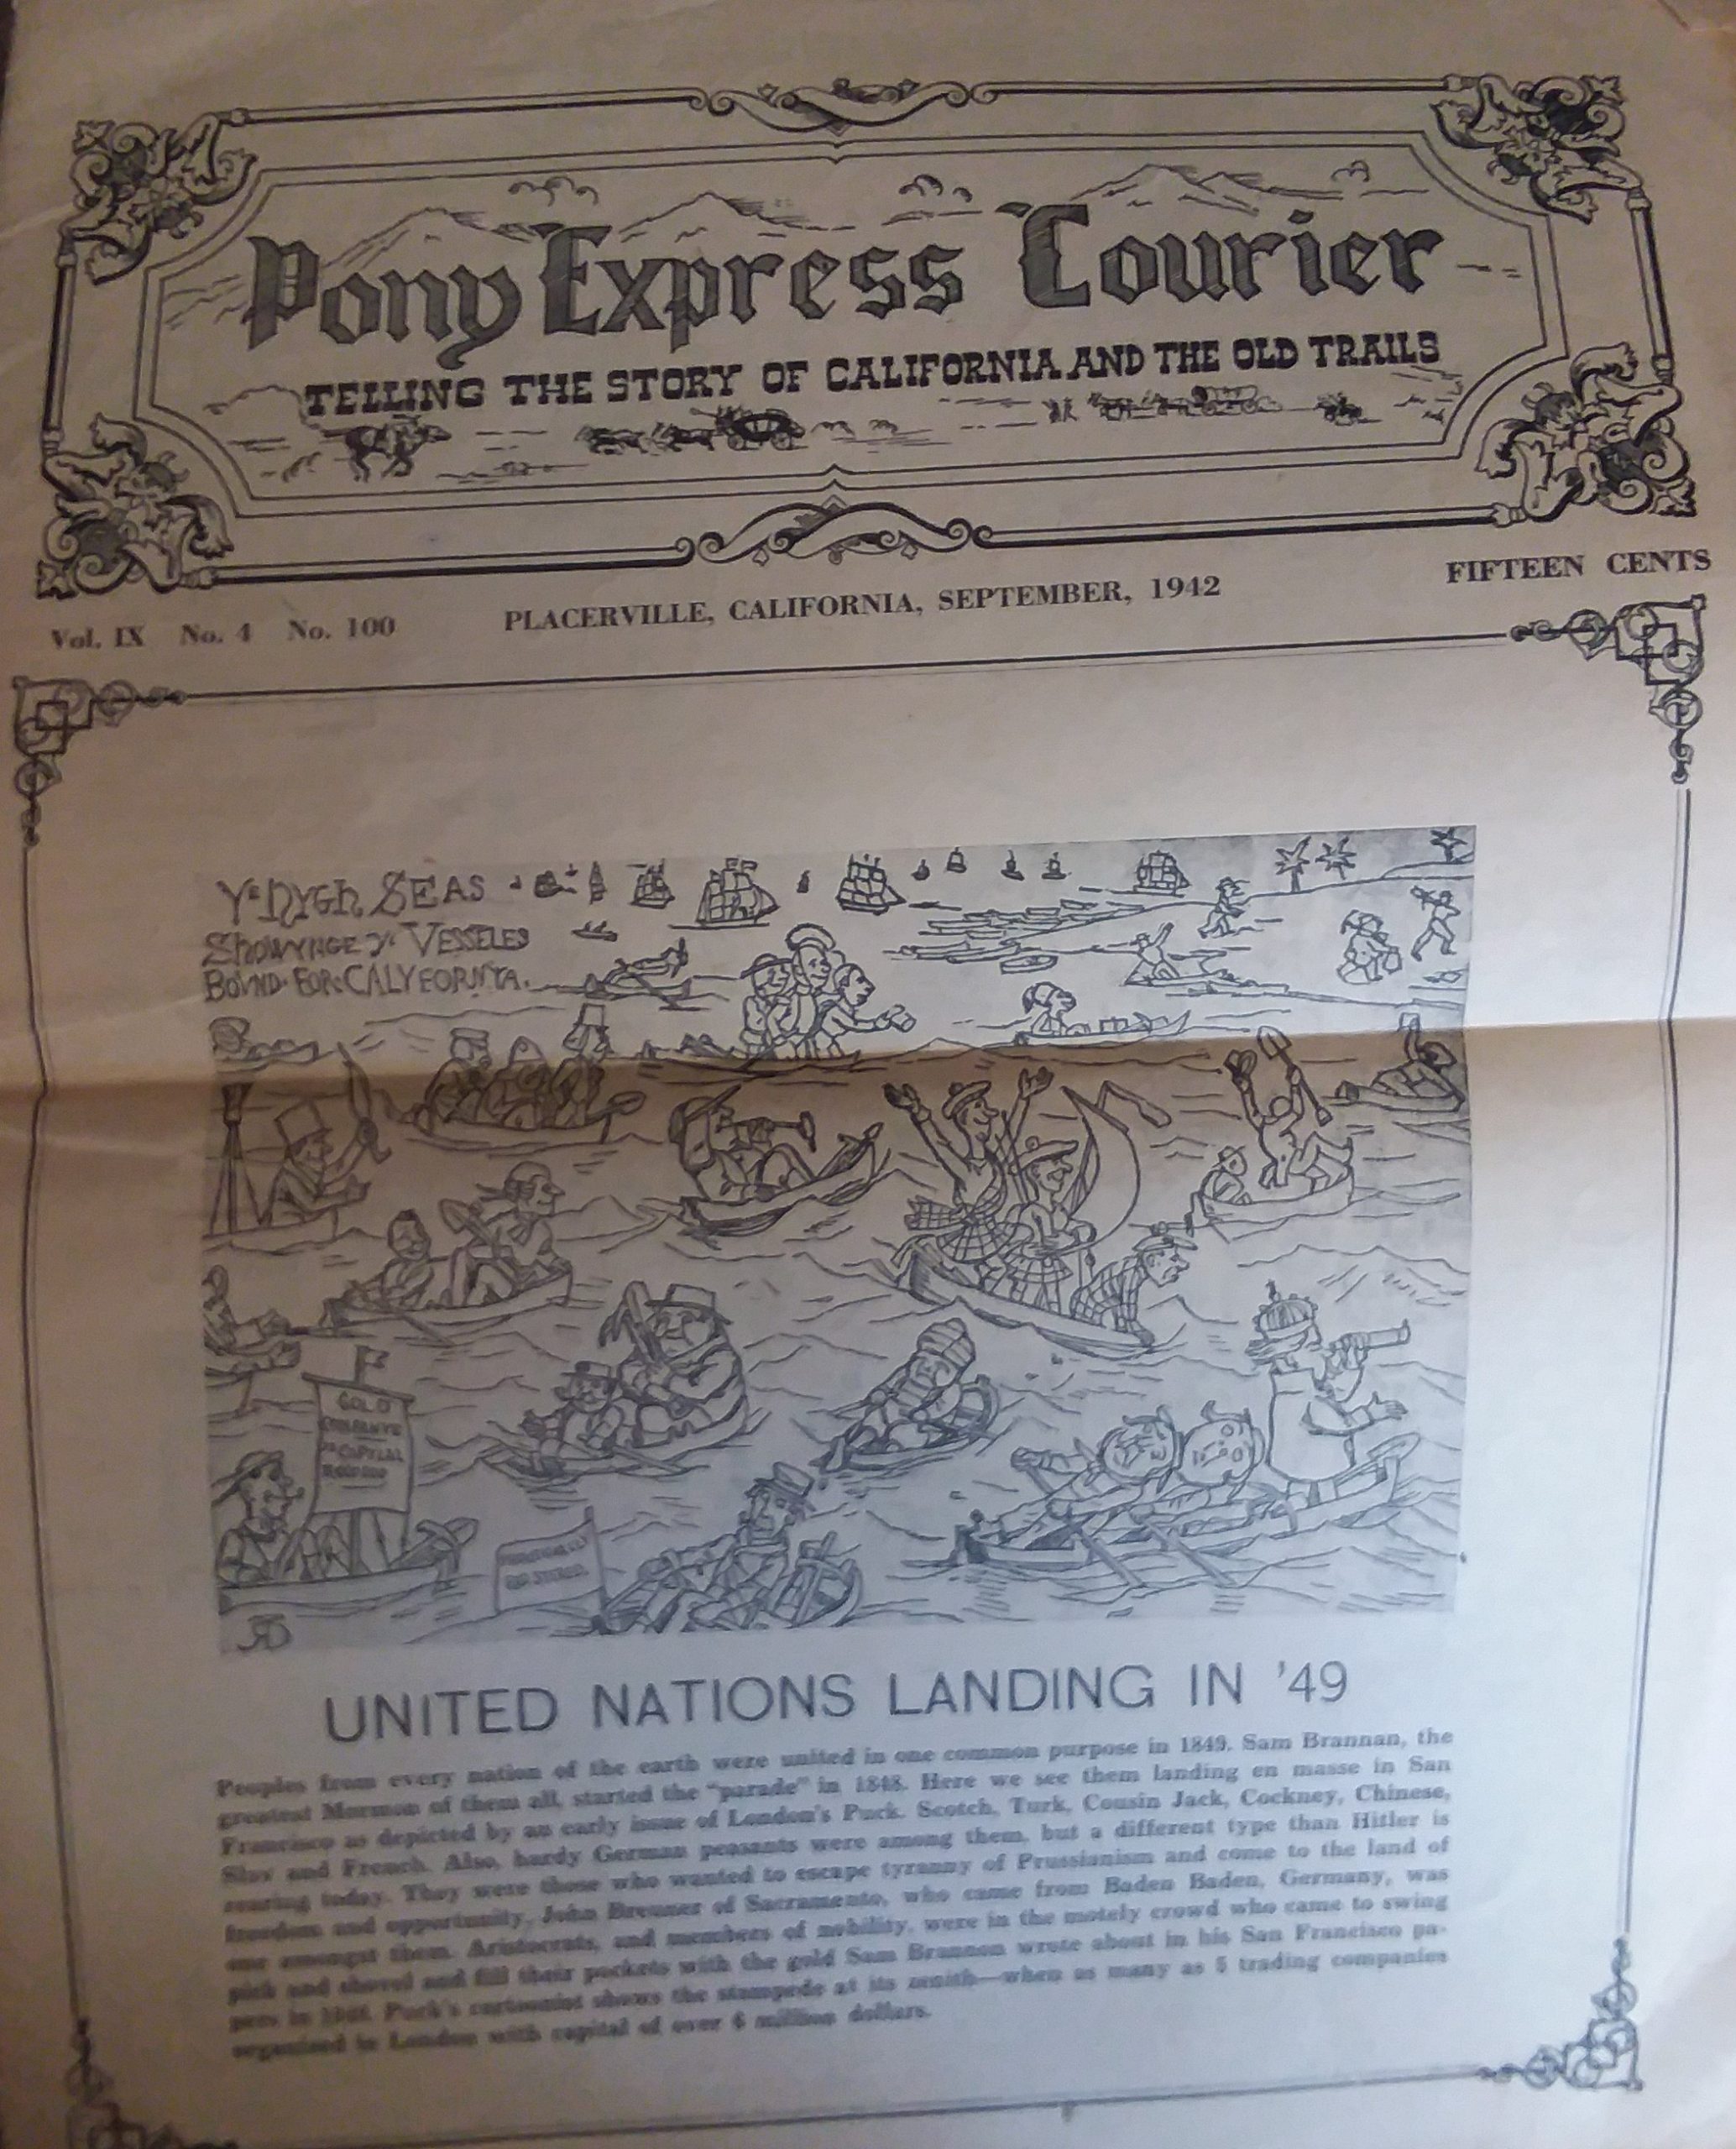 Pony Express Courier
TELLING THE STORY OF CALIFORNIA AND THE OLD TRAILS
Vol. IX No. 4 No. 100 PLACERVILLE, CALIFORNIA, SEPTEMBER, 1942 FIFTEEN CENTS
Ye HYGH SEAS
SHOWYNGE Ye VESSELES
BOVND FOR CALYFORNYA.
GOLD
UNITED NATIONS LANDING IN '49
Peoples from every nation of the earth were united in one common purpose in 1849. Sam Brannan, the
greatest Mormon of them all, started the "parade" in 1848. Here we see them landing en masse in San
Francisco as depicted by an early issue of London's Puck. Scotch, Turk, Cousin Jack, Cockney, Chinese,
Slav and French. Also, hardy German peasants were among them, but a different type than Hitler is
rearing today. They were those who wanted to escape tyranny of Prussianism and come to the land of
freedom and opportunity, John Breuner of Sacramento, who came from Baden Baden, Germany, was
one amongst them. Aristocrats, and members of nobility, were in the motely crowd who came to swing
pick and shovel and fill their pockets with the gold Sam Brannon wrote about in his San Francisco pa-
pers in Puck's cartoonist shows the stampede at its zenith—when as many as 5 trading companies
organized in London with capital of over 6 million dollars.